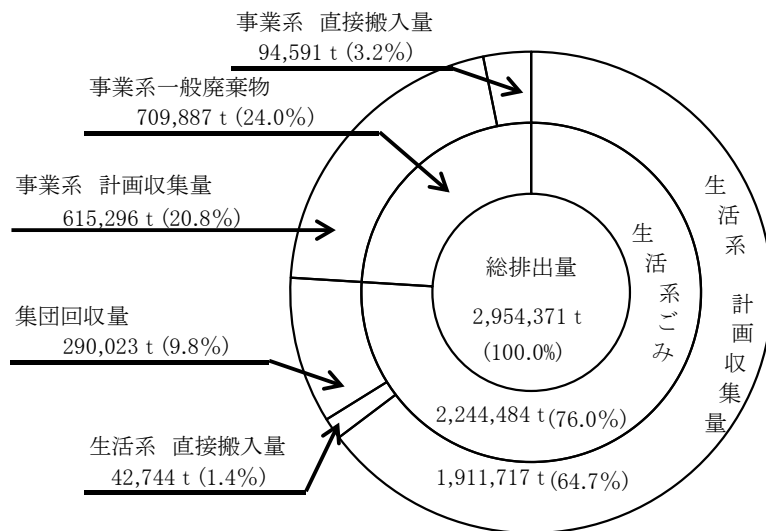 事業系 直接搬入量
94,591 t (3.2%)
事業系一般廃棄物
709,887 t (24.0%)
事業系 計画収集量
615,296 t (20.8%)
集団回収量
290,023 t (9.8%)
生活系 直接搬入量
42,744 t (1.4%)
総排出量
2,954,371 t
(100.0%)
生活系ごみ
2,244,484 t (76.0%)
生活系 計画収集量
1,911,717 t (64.7%)